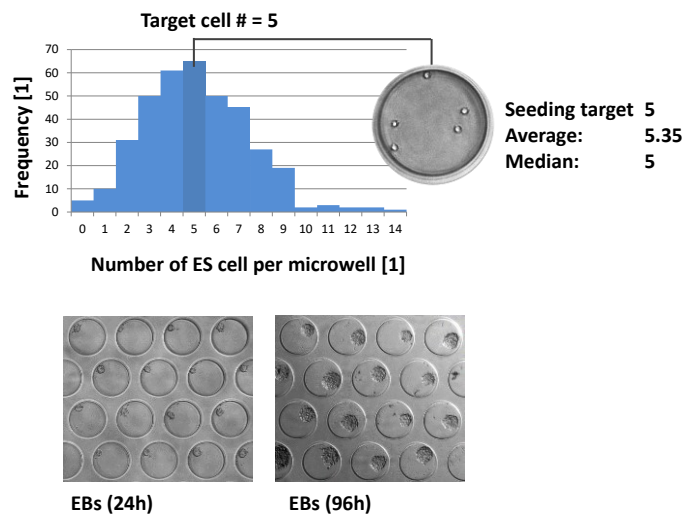 Target cell # = 5
70
60
50
40
30
20
10
0
Frequency [1]
0 1 2 3 4 5 6 7 8 9 10 11 12 13 14
Number of ES cell per microwell [1]
Seeding target 5
Average: 5.35
Median: 5
EBs (24h)
EBs (96h)